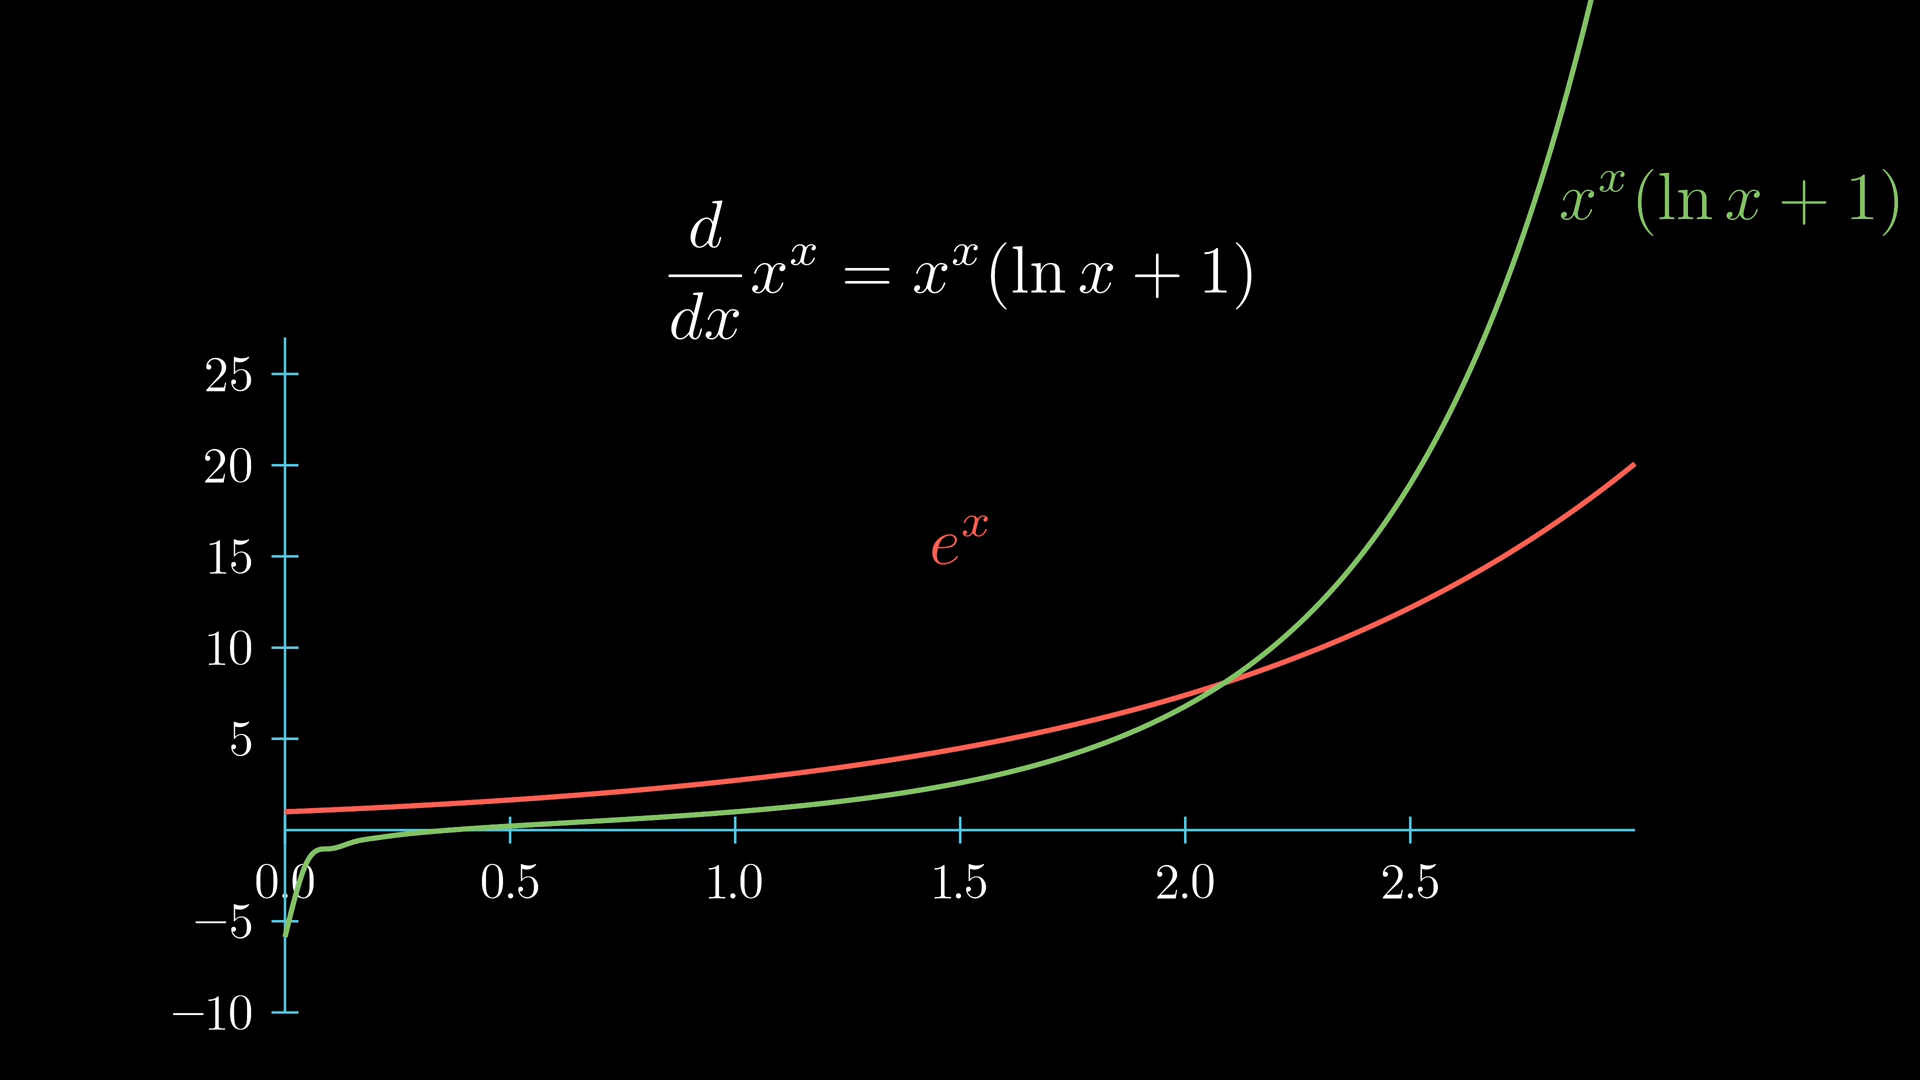 x^x(ln x + 1)
d/dx x^x = x^x(ln x + 1)
25
20
e^x
15
10
5
0.0 0.5 1.0 1.5 2.0 2.5
−5
−10